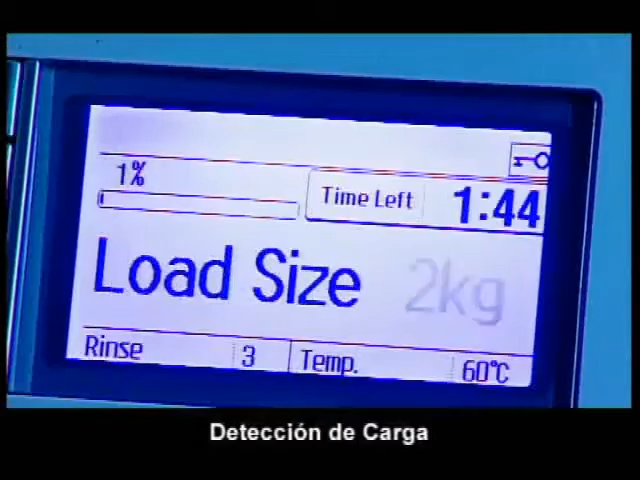 1%
Time Left 1:44
Load Size 2kg
Rinse 3 Temp. 60°C
Detección de Carga